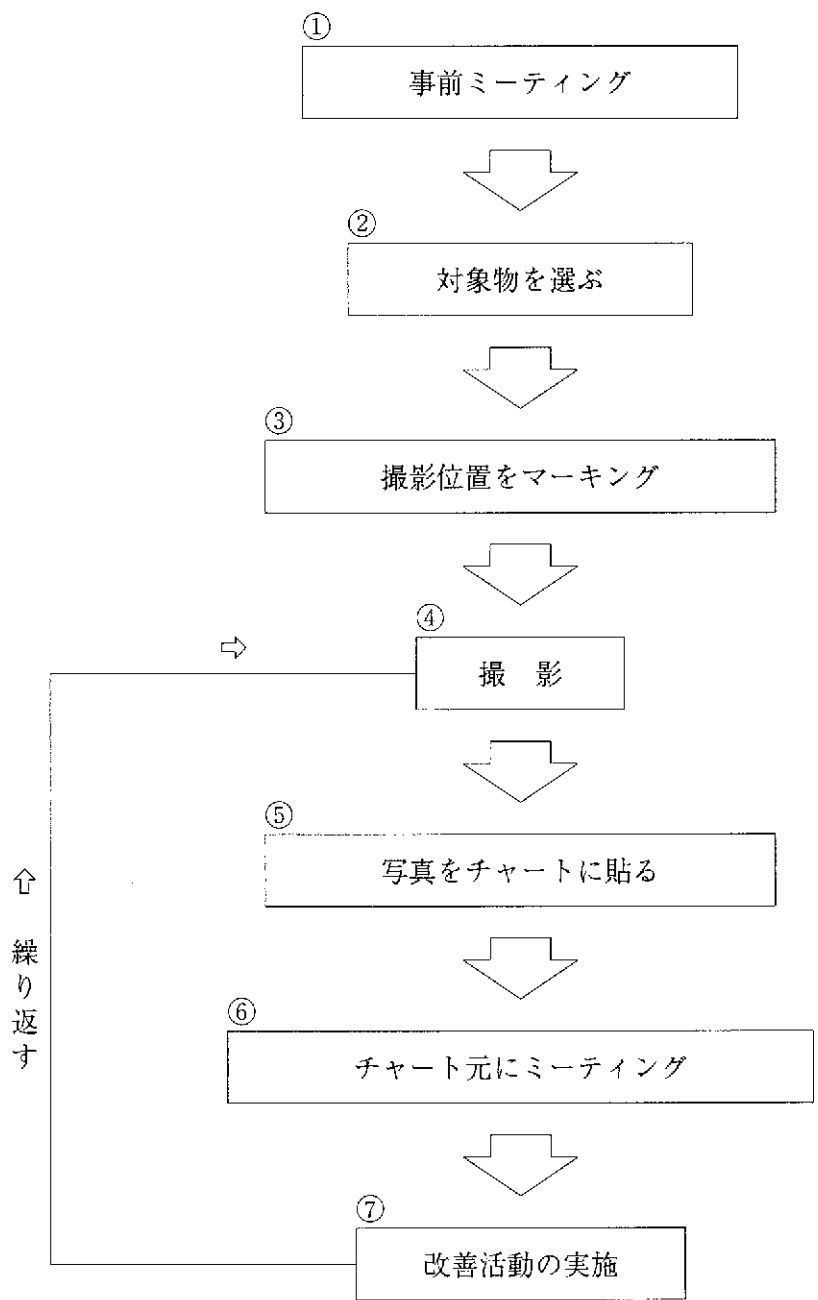 ①
事前ミーティング
②
対象物を選ぶ
③
撮影位置をマーキング
④
撮 影
⑤
写真をチャートに貼る
⑥
チャート元にミーティング
⑦
改善活動の実施
繰り返す